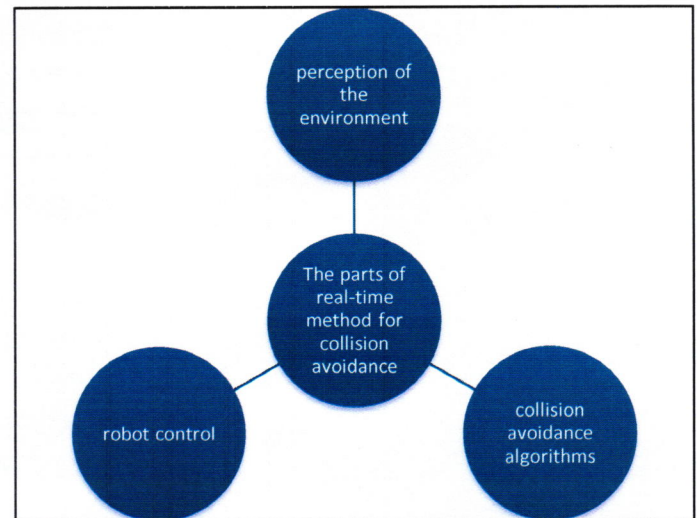 perception of
the
environment
The parts of
real-time
method for
collision
avoidance
robot control
collision
avoidance
algorithms